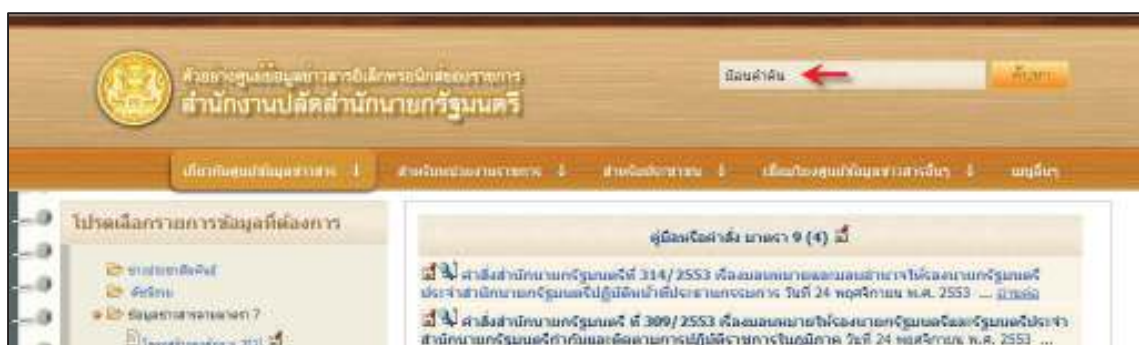 ตัวอย่างศูนย์ข้อมูลข่าวสารอิเล็กทรอนิกส์ของราชการ
สำนักงานปลัดสำนักนายกรัฐมนตรี
ป้อนคำค้น
ค้นหา
เกี่ยวกับศูนย์ข้อมูลข่าวสาร
สำหรับหน่วยงานราชการ
สำหรับประชาชน
เชื่อมโยงศูนย์ข้อมูลข่าวสารอื่นๆ
เมนูอื่นๆ
โปรดเลือกรายการข้อมูลที่ต้องการ
ข่าวประชาสัมพันธ์
ดัชนีรวม
ข้อมูลข่าวสารตามมาตรา 7
คู่มือหรือคำสั่ง มาตรา 9 (4)
คำสั่งสำนักนายกรัฐมนตรีที่ 314/2553 เรื่องมอบหมายและมอบอำนาจให้รองนายกรัฐมนตรี
ประจำสำนักนายกรัฐมนตรีปฏิบัติหน้าที่ประธานกรรมการ วันที่ 24 พฤศจิกายน พ.ศ. 2553 ... อ่านต่อ
คำสั่งสำนักนายกรัฐมนตรี ที่ 309/2553 เรื่องมอบหมายให้รองนายกรัฐมนตรีและรัฐมนตรีประจำ
สำนักนายกรัฐมนตรีกำกับและติดตามการปฏิบัติราชการในภูมิภาค วันที่ 24 พฤศจิกายน พ.ศ. 2553 ...